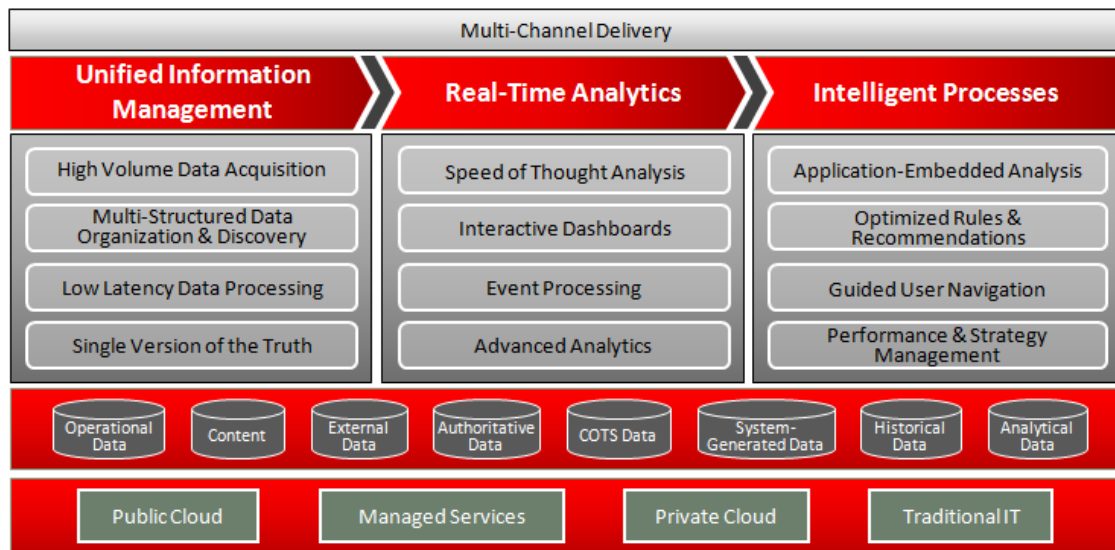 Multi-Channel Delivery
Unified Information
Management
Real-Time Analytics
Intelligent Processes
High Volume Data Acquisition
Multi-Structured Data
Organization & Discovery
Low Latency Data Processing
Single Version of the Truth
Speed of Thought Analysis
Interactive Dashboards
Event Processing
Advanced Analytics
Application-Embedded Analysis
Optimized Rules &
Recommendations
Guided User Navigation
Performance & Strategy
Management
Operational
Data
Content
External
Data
Authoritative
Data
COTS Data
System-
Generated Data
Historical
Data
Analytical
Data
Public Cloud
Managed Services
Private Cloud
Traditional IT